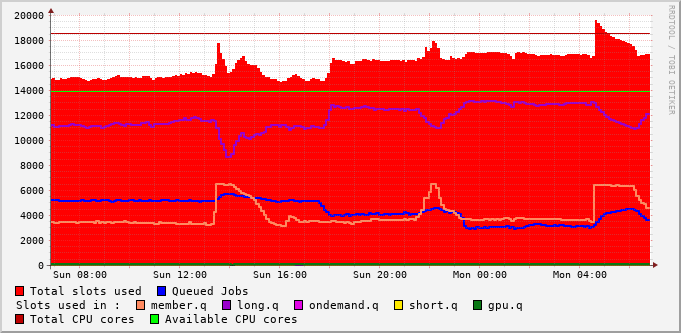 20000
18000
16000
14000
12000
10000
8000
6000
4000
2000
0
Sun 08:00 Sun 12:00 Sun 16:00 Sun 20:00 Mon 00:00 Mon 04:00
RRDTOOL / TOBI OETIKER
Total slots used Queued Jobs
Slots used in : member.q long.q ondemand.q short.q gpu.q
Total CPU cores Available CPU cores